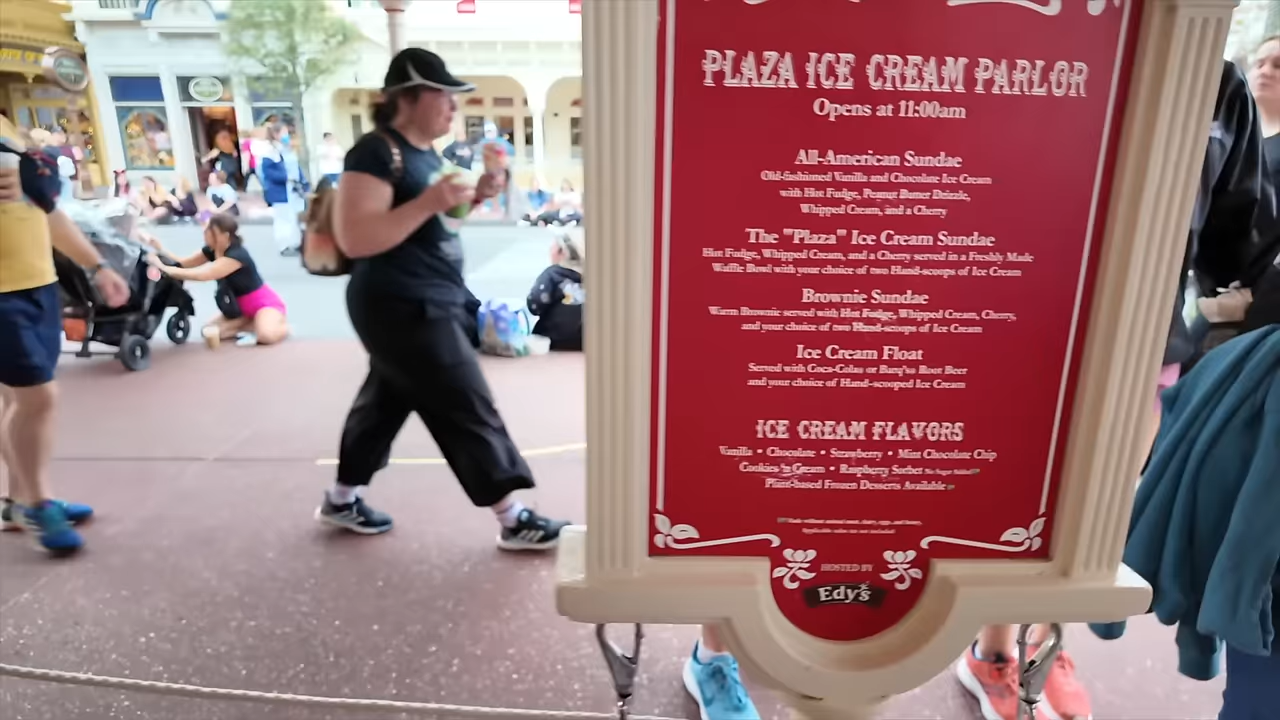 PLAZA ICE CREAM PARLOR
Opens at 11:00am
All-American Sundae
Old-fashioned Vanilla and Chocolate Ice Cream
with Hot Fudge, Peanut Butter Drizzle,
Whipped Cream, and a Cherry
The "Plaza" Ice Cream Sundae
Hot Fudge, Whipped Cream, and a Cherry served in a Freshly Made
Waffle Bowl with your choice of two Hand-scoops of Ice Cream
Brownie Sundae
Warm Brownie served with Hot Fudge, Whipped Cream, Cherry,
and your choice of two Hand-scoops of Ice Cream
Ice Cream Float
Served with Coca-Cola® or Barq's® Root Beer
and your choice of Hand-scooped Ice Cream
ICE CREAM FLAVORS
Vanilla • Chocolate • Strawberry • Mint Chocolate Chip
Cookies 'n Cream • Raspberry Sorbet No Sugar Added
Plant-based Frozen Desserts Available
HOSTED BY
Edy's